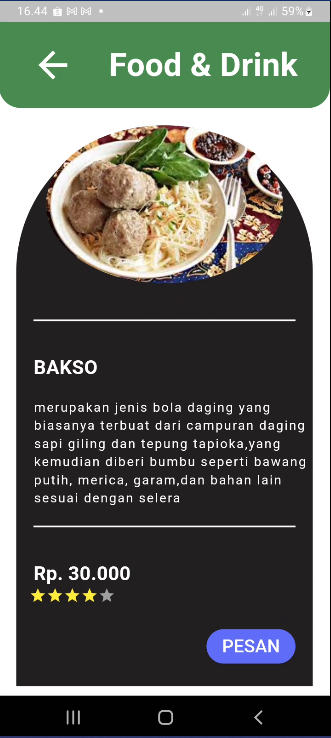 16.44
4G
59%
Food & Drink
BAKSO
merupakan jenis bola daging yang
biasanya terbuat dari campuran daging
sapi giling dan tepung tapioka,yang
kemudian diberi bumbu seperti bawang
putih, merica, garam,dan bahan lain
sesuai dengan selera
Rp. 30.000
PESAN